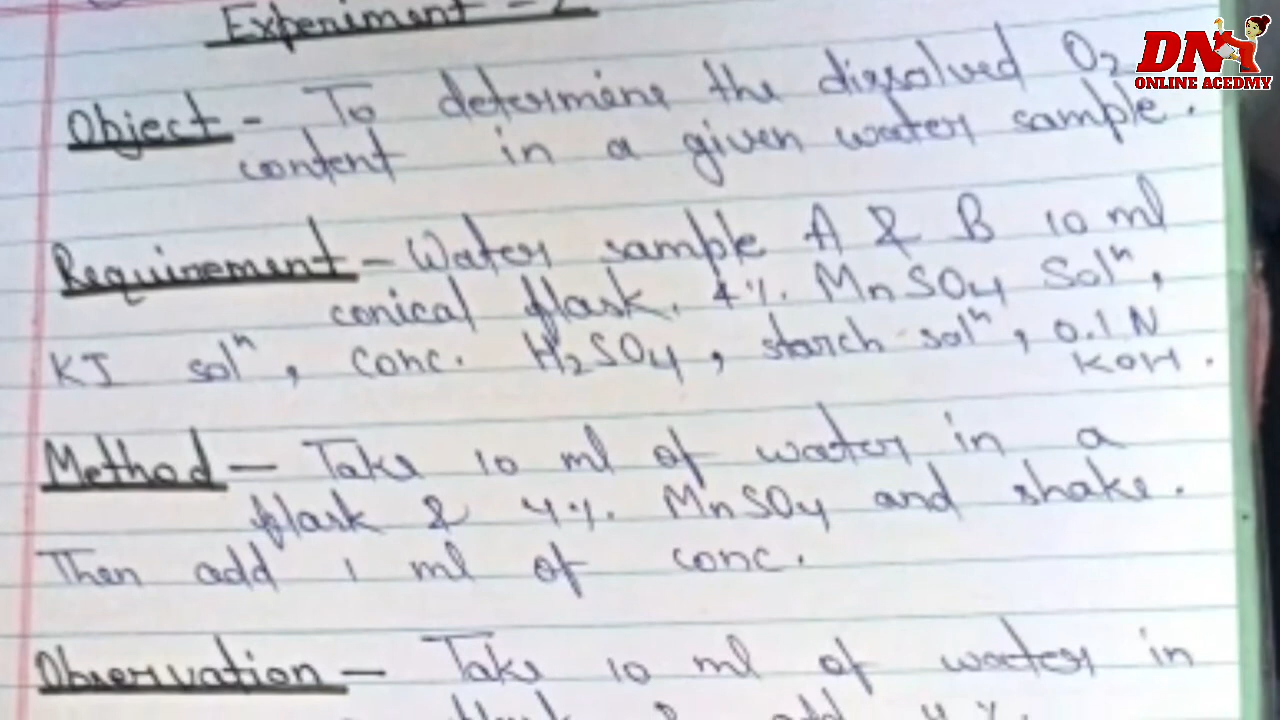 Experiment - 2
DNA
ONLINE ACEDMY
Object - To determine the dissolved O2
content in a given water sample.
Requirement - Water sample A & B 10 ml
conical flask. 4%. MnSO4 Solⁿ,
KI solⁿ, conc. H2SO4, starch solⁿ, 0.1 N
KOH.
Method - Take 10 ml of water in a
flask & 4%. MnSO4 and shake.
Then add 1 ml of conc.
Observation - Take 10 ml of water in
flask & add 4%.